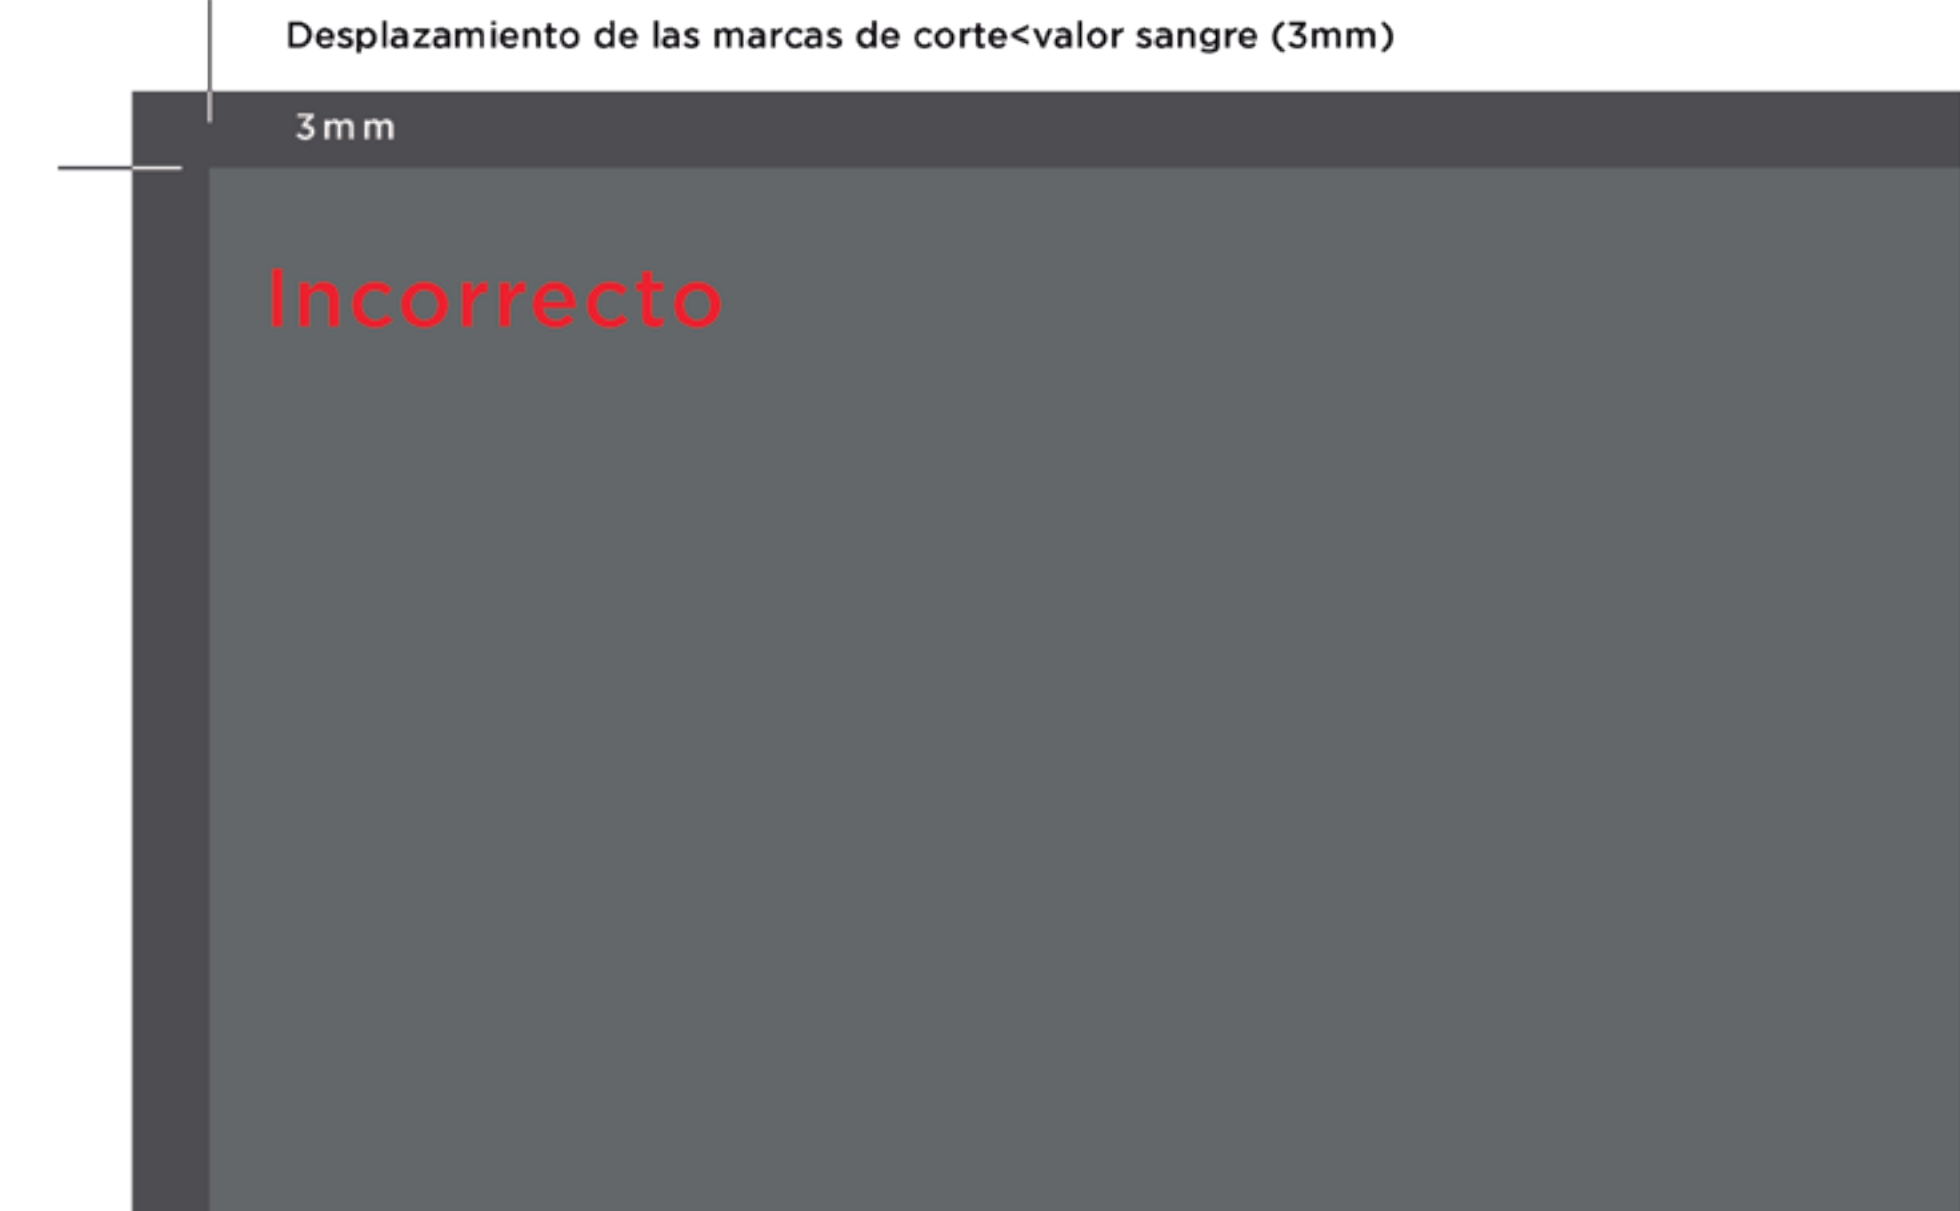 Desplazamiento de las marcas de corte<valor sangre (3mm)
3mm
Incorrecto